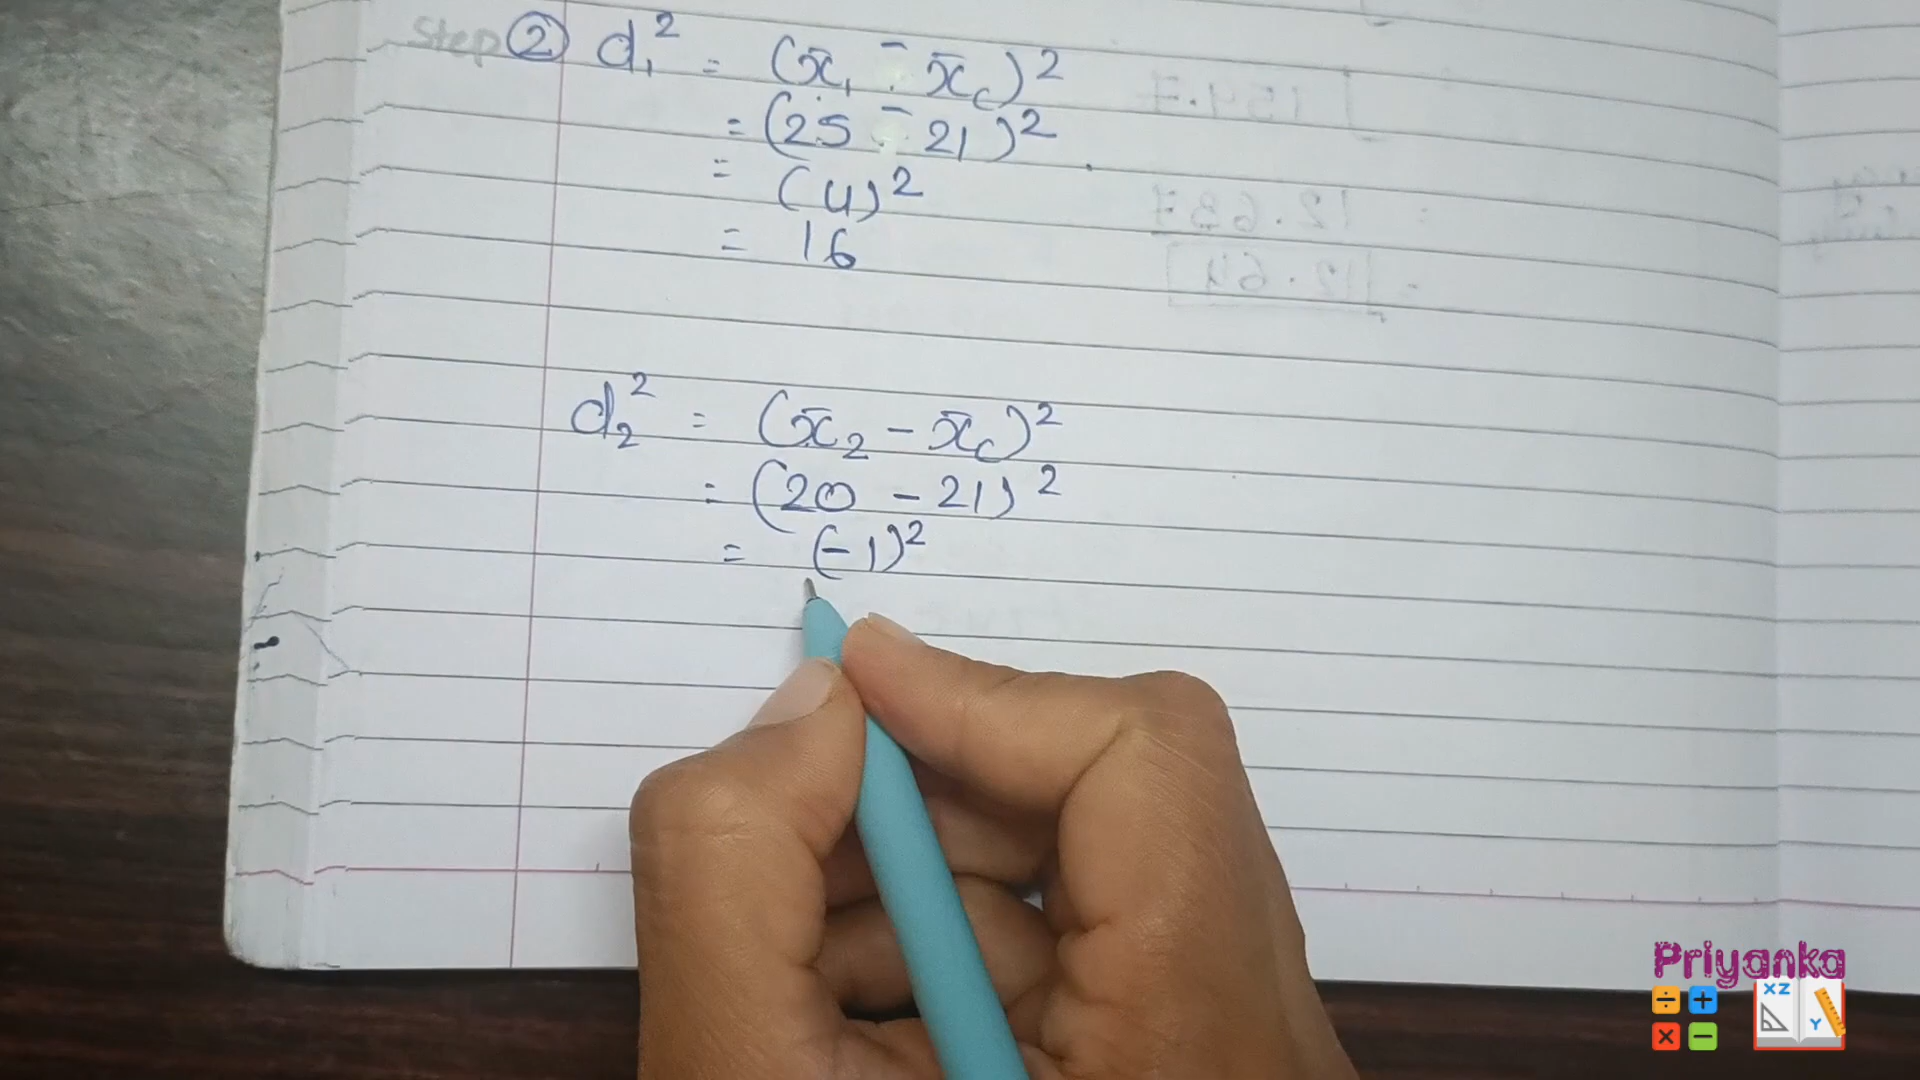 Step ② d₁² = (x̄₁ - x̄c)²
= (25 - 21)²
= (4)²
= 16
d₂² = (x̄₂ - x̄c)²
= (20 - 21)²
= (-1)²
Priyanka
XZ
Y